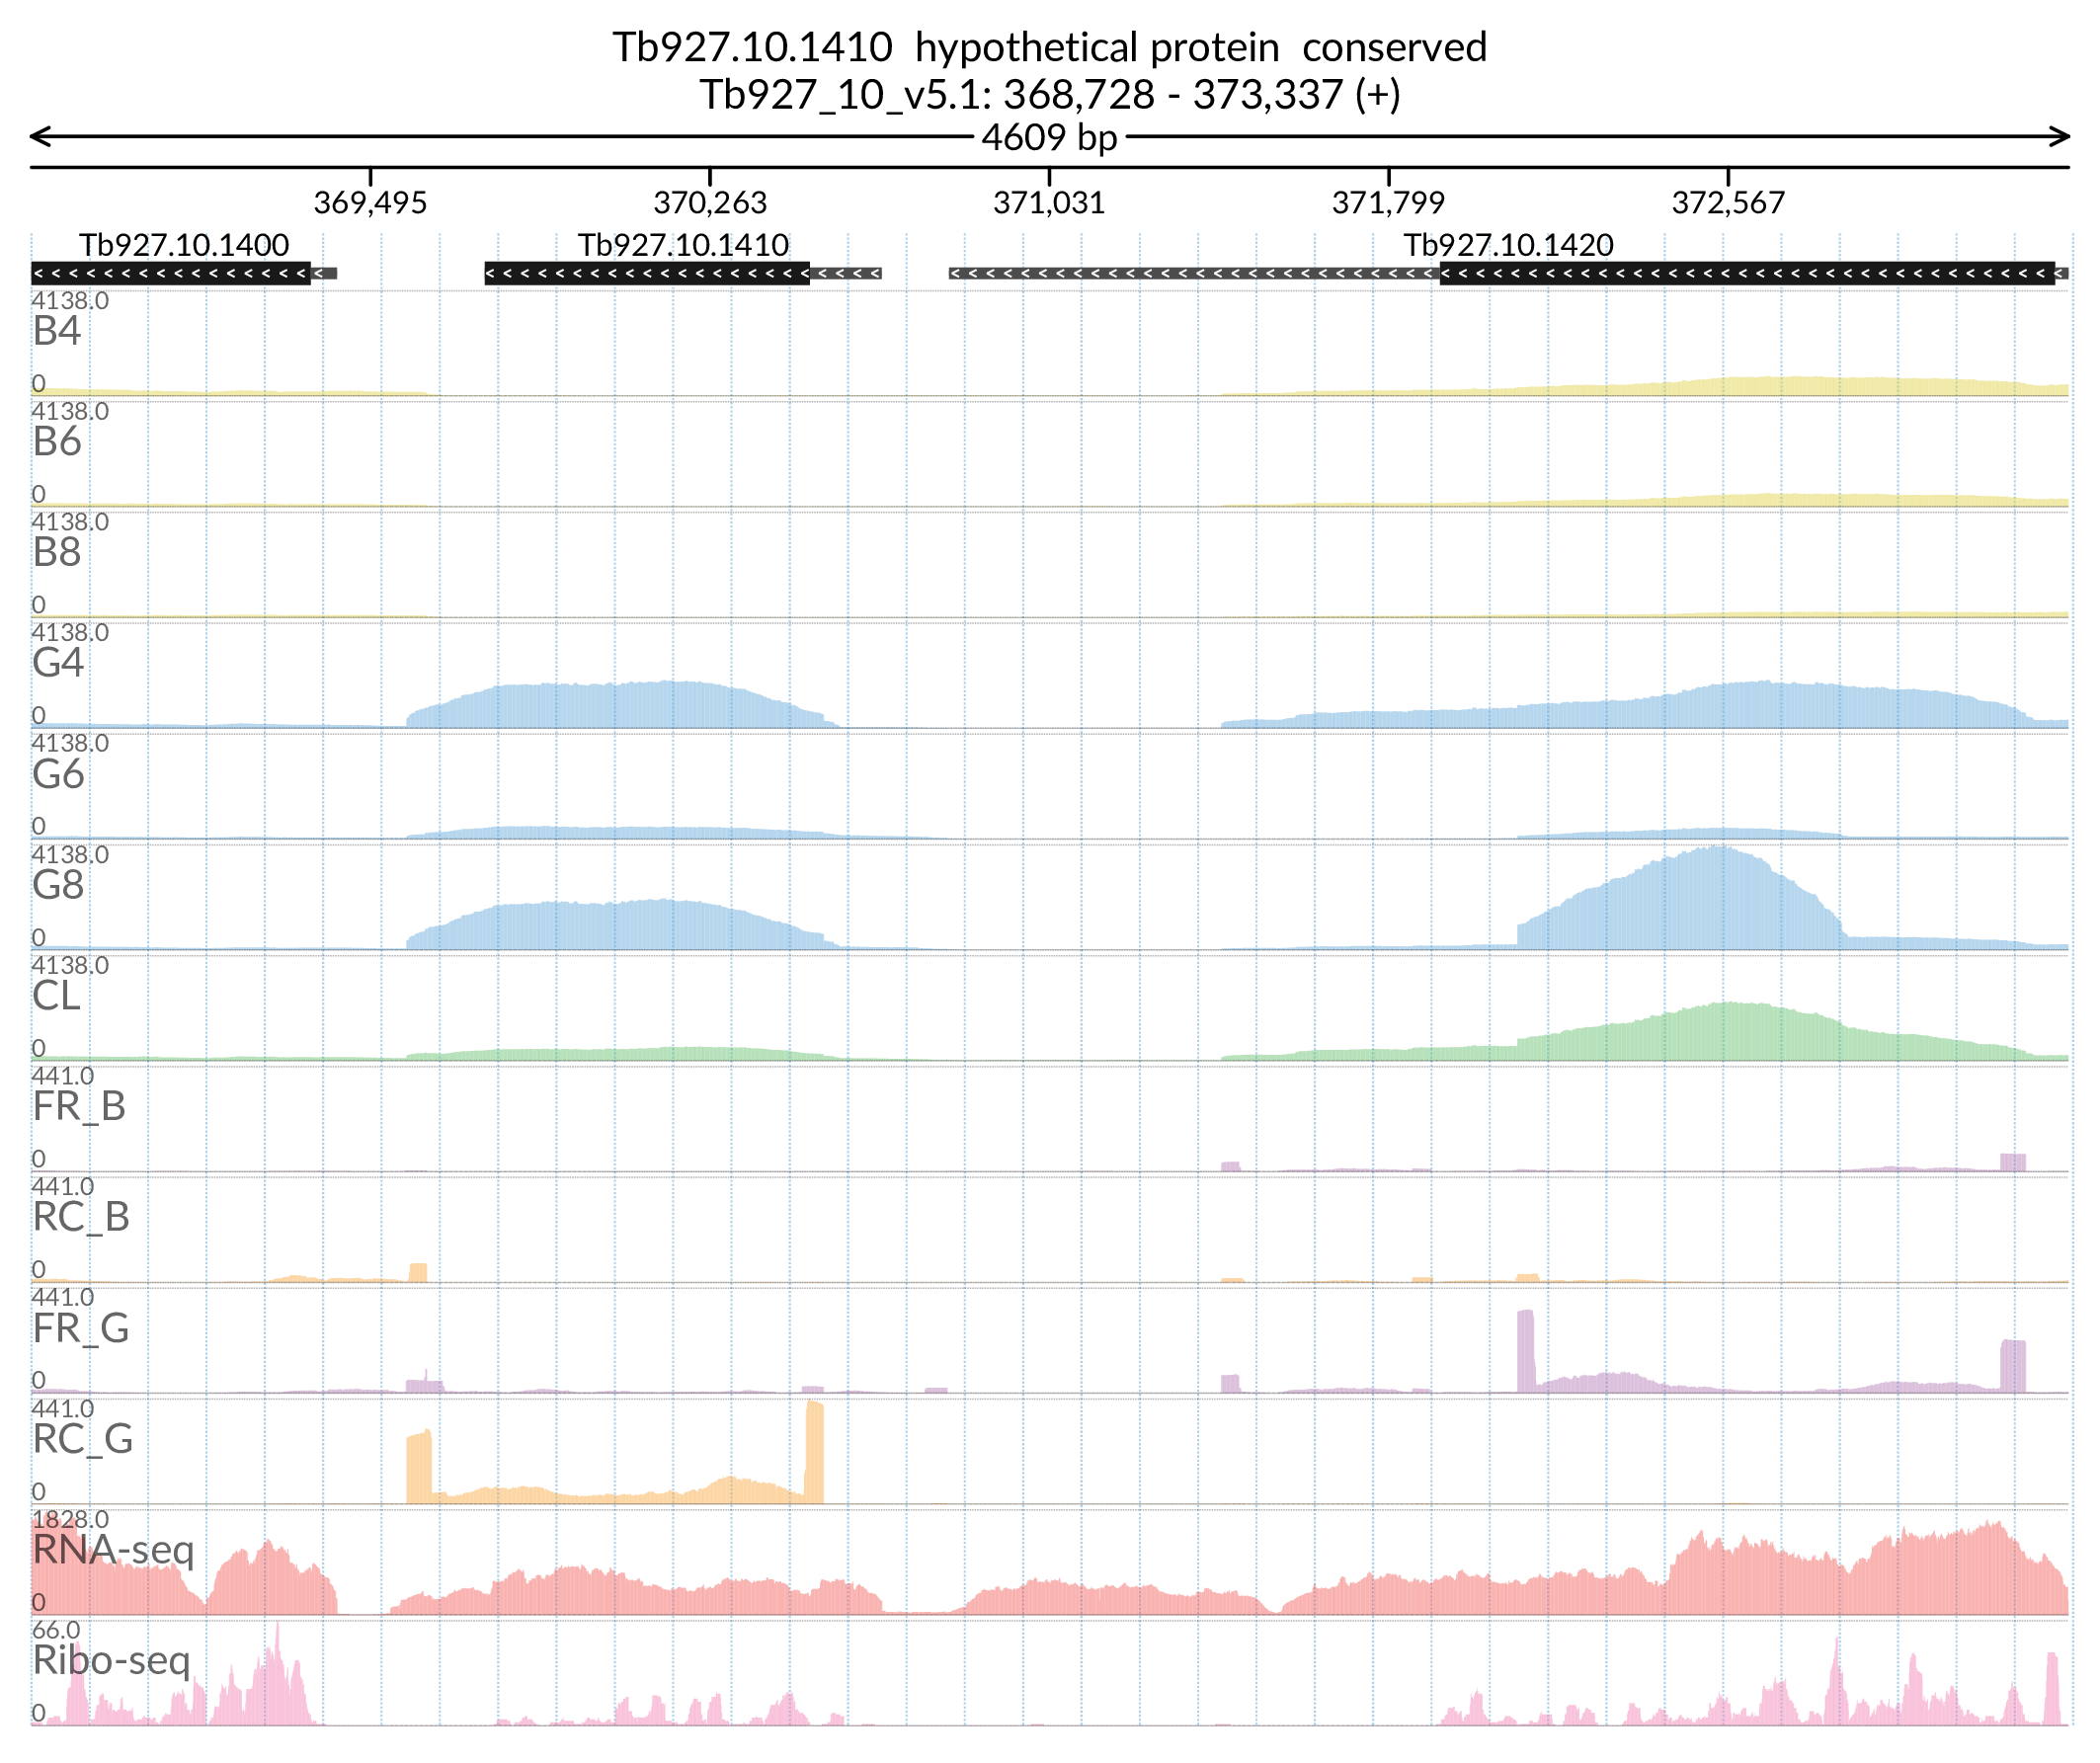 Tb927.10.1410  hypothetical protein  conserved
Tb927_10_v5.1: 368,728 - 373,337 (+)
4609 bp
369,495 370,263 371,031 371,799 372,567
Tb927.10.1400 Tb927.10.1410 Tb927.10.1420
4138.0
B4
0
4138.0
B6
0
4138.0
B8
0
4138.0
G4
0
4138.0
G6
0
4138.0
G8
0
4138.0
CL
0
441.0
FR_B
0
441.0
RC_B
0
441.0
FR_G
0
441.0
RC_G
0
1828.0
RNA-seq
0
66.0
Ribo-seq
0